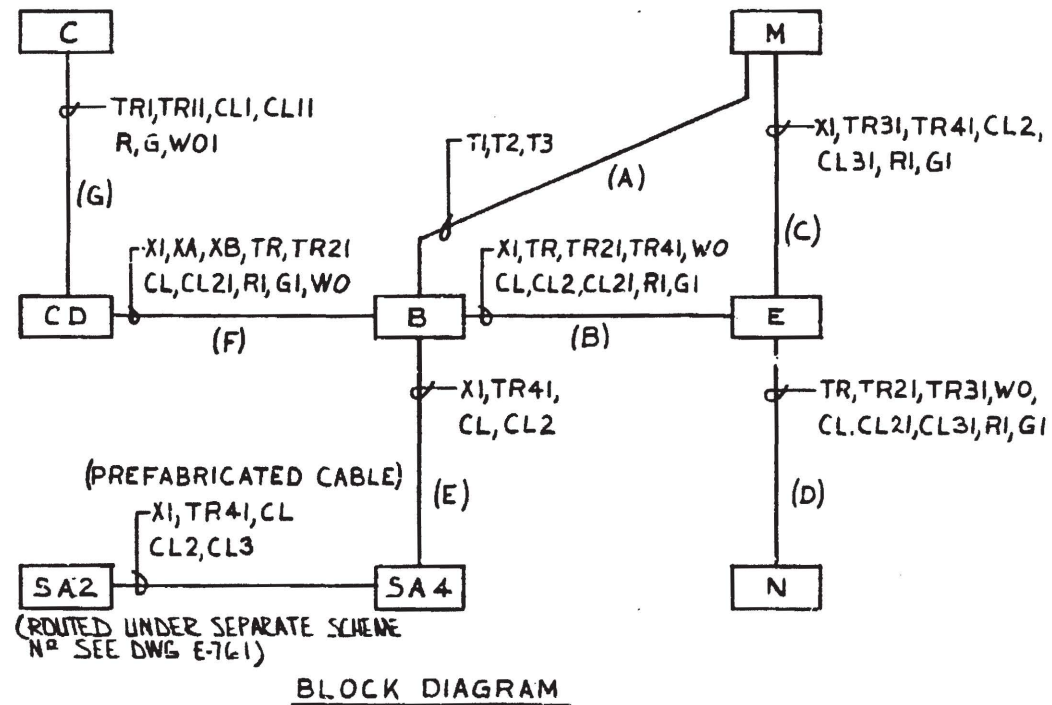 C
M
TR1,TR11,CL1,CL11
R,G,WO1
T1,T2,T3
X1,TR31,TR41,CL2,
CL31,R1,G1
(A)
(G)
(C)
X1,XA,XB,TR,TR21
CL,CL21,R1,G1,WO
X1,TR,TR21,TR41,WO
CL,CL2,CL21,R1,G1
CD
B
E
(F)
(B)
X1,TR41,
CL,CL2
TR,TR21,TR31,WO,
CL.CL21,CL31,R1,G1
(PREFABRICATED CABLE)
(E)
(D)
X1,TR41,CL
CL2,CL3
SA2
SA4
N
(ROUTED UNDER SEPARATE SCHEME
Nº SEE DWG E-761)
BLOCK DIAGRAM